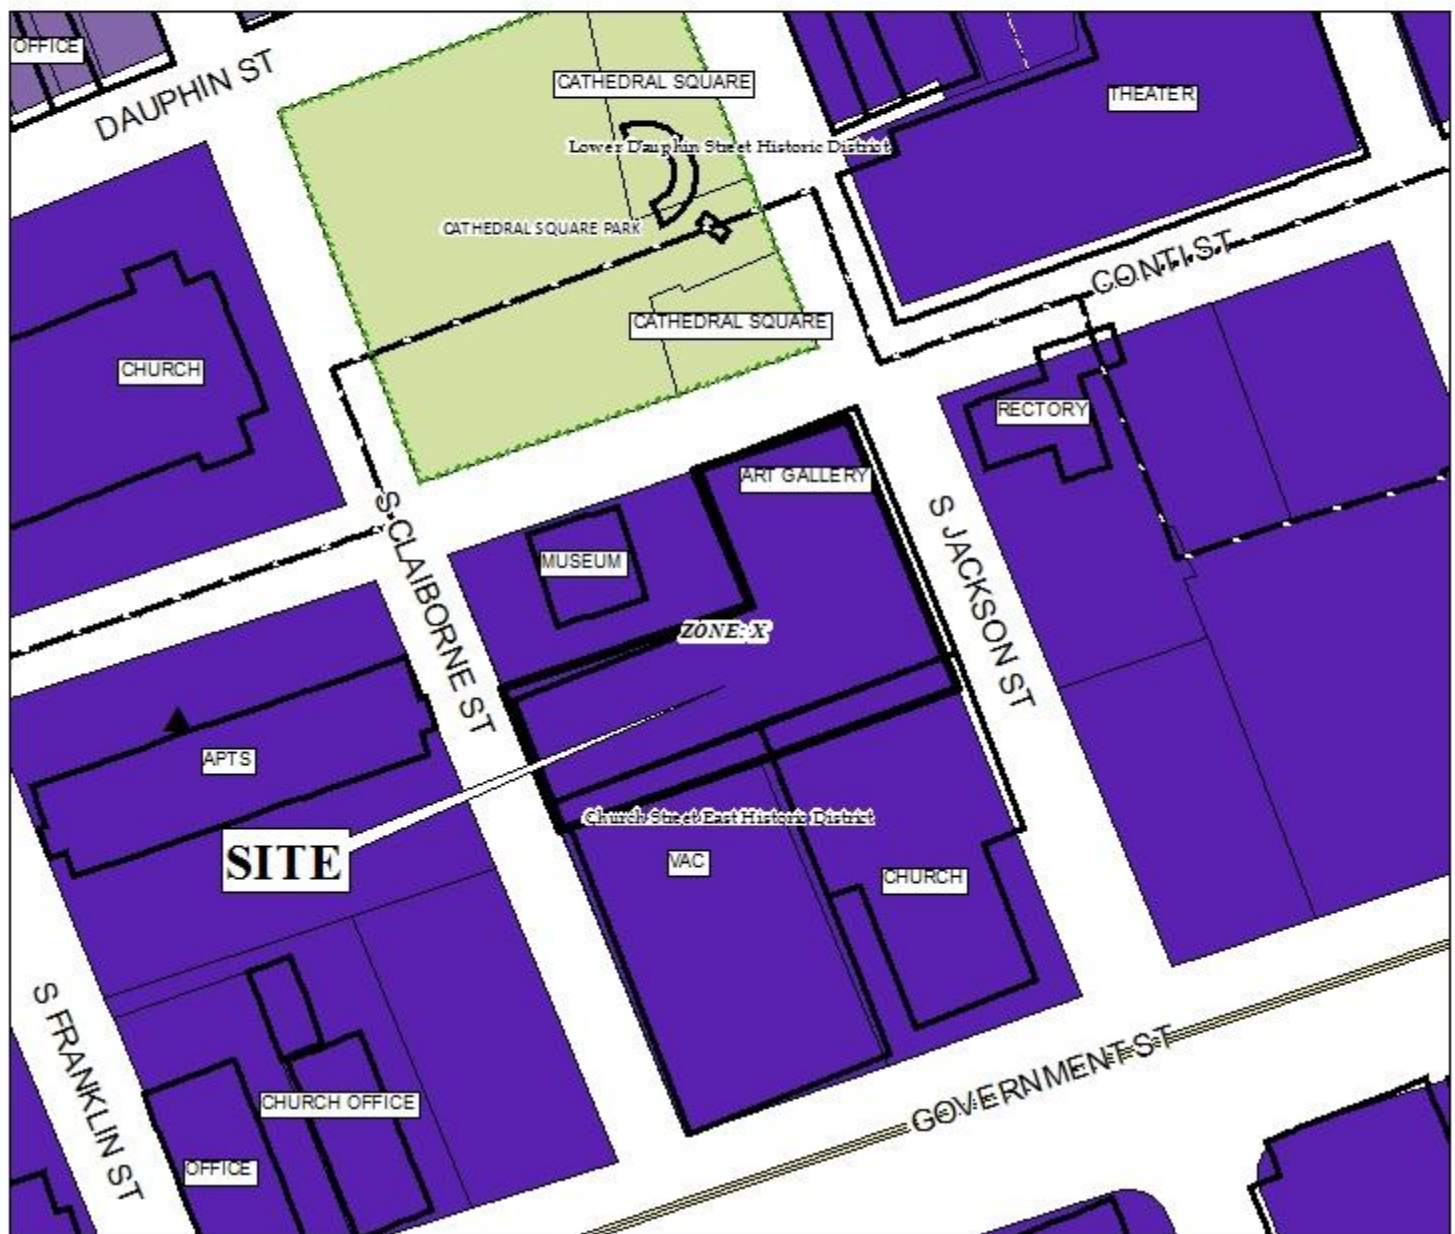 OFFICE
DAUPHIN ST
CATHEDRAL SQUARE
THEATER
Lower Dauphin Street Historic District
CATHEDRAL SQUARE PARK
CONTI ST
CATHEDRAL SQUARE
CHURCH
RECTORY
ART GALLERY
S CLAIBORNE ST
S JACKSON ST
MUSEUM
ZONE: X
APTS
Church Street East Historic District
SITE
VAC
CHURCH
S FRANKLIN ST
GOVERNMENT ST
CHURCH OFFICE
OFFICE